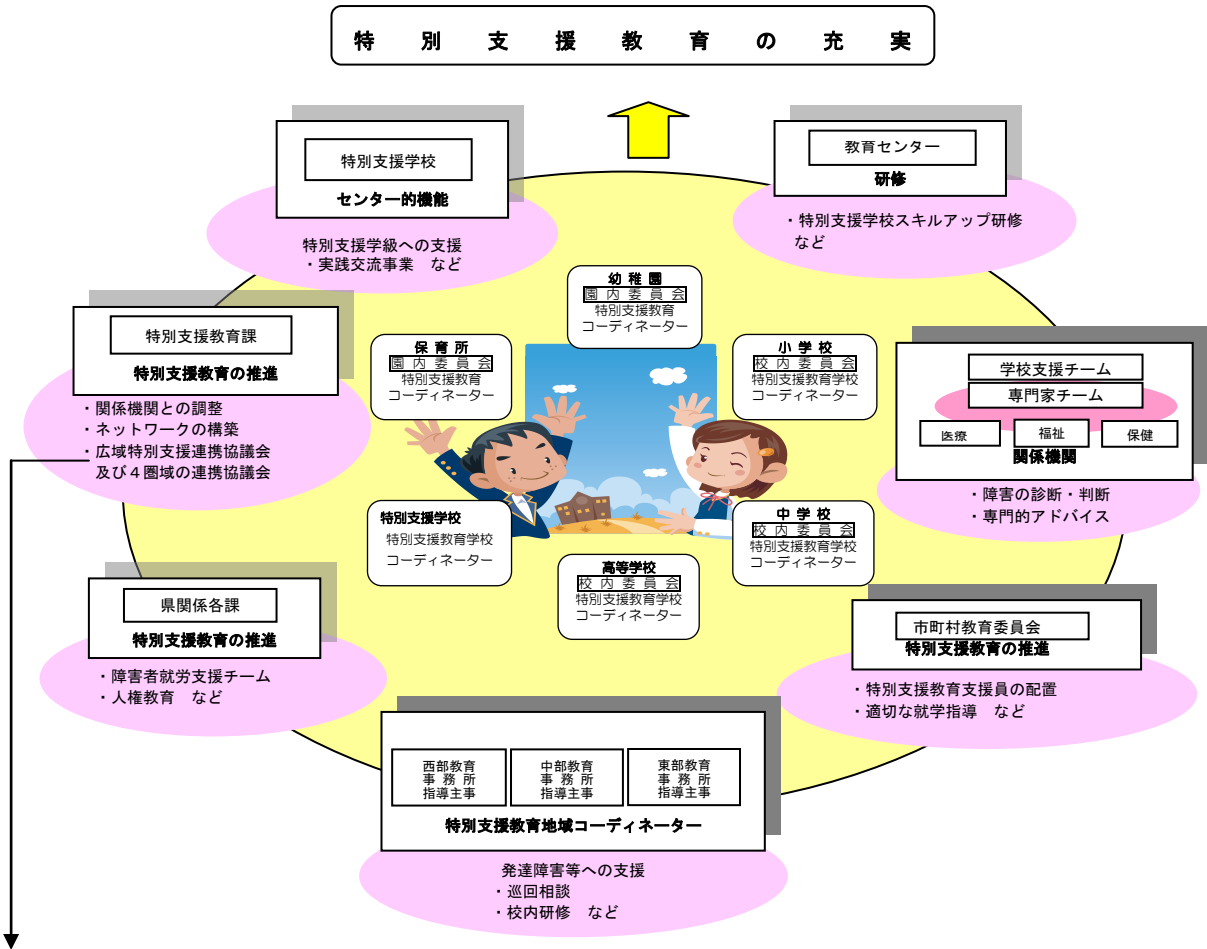 特別支援教育の充実
特別支援学校
センター的機能
特別支援学級への支援
・実践交流事業　など
教育センター
研修
・特別支援学校スキルアップ研修
など
幼稚園
園内委員会
特別支援教育
コーディネーター
保育所
園内委員会
特別支援教育
コーディネーター
小学校
校内委員会
特別支援教育学校
コーディネーター
特別支援教育課
特別支援教育の推進
・関係機関との調整
・ネットワークの構築
・広域特別支援連携協議会
及び４圏域の連携協議会
学校支援チーム
専門家チーム
医療
福祉
保健
関係機関
・障害の診断・判断
・専門的アドバイス
特別支援学校
特別支援教育学校
コーディネーター
中学校
校内委員会
特別支援教育学校
コーディネーター
高等学校
校内委員会
特別支援教育学校
コーディネーター
県関係各課
特別支援教育の推進
・障害者就労支援チーム
・人権教育　など
市町村教育委員会
特別支援教育の推進
・特別支援教育支援員の配置
・適切な就学指導　など
西部教育
事務所
指導主事
中部教育
事務所
指導主事
東部教育
事務所
指導主事
特別支援教育地域コーディネーター
発達障害等への支援
・巡回相談
・校内研修　など